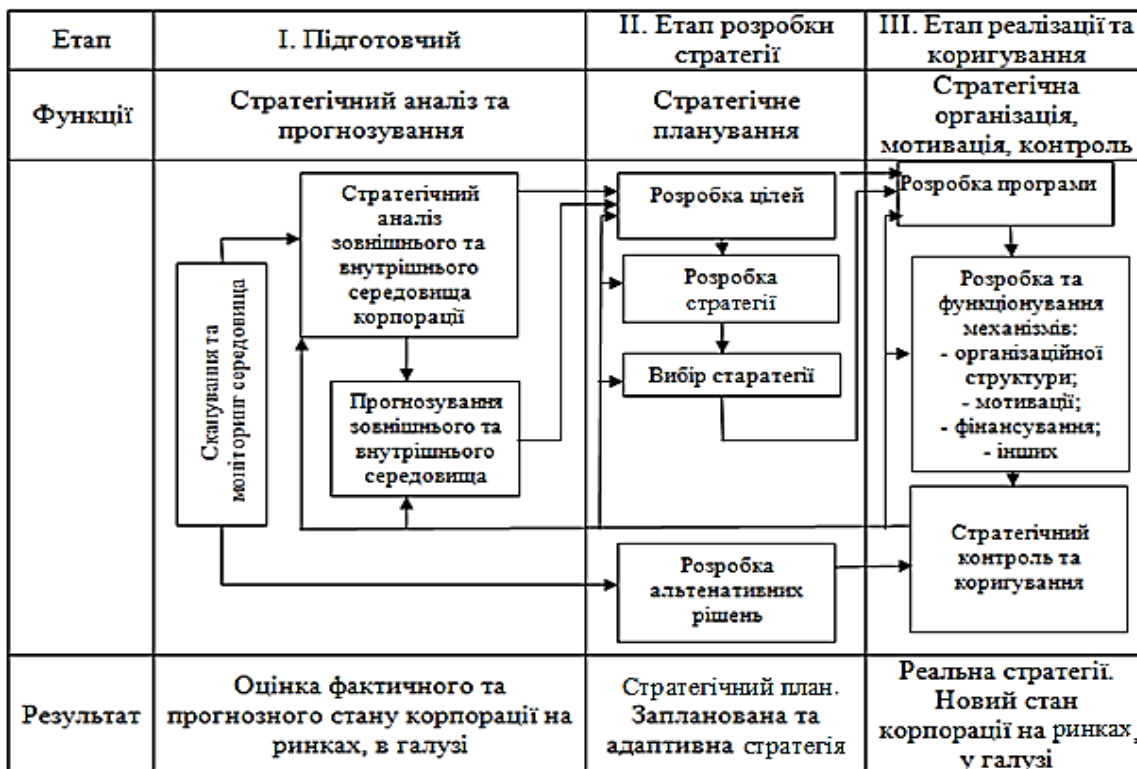 Етап
І. Підготовчий
ІІ. Етап розробки
стратегії
ІІІ. Етап реалізації та
коригування
Функції
Стратегічний аналіз та
прогнозування
Стратегічне
планування
Стратегічна
організація,
мотивація, контроль
Сканування та
моніторинг середовища
Стратегічний
аналіз
зовнішнього та
внутрішнього
середовища
корпорації
Прогнозування
зовнішнього та
внутрішнього
середовища
Розробка цілей
Розробка
стратегії
Вибір старатегії
Розробка
альтенативних
рішень
Розробка програми
Розробка та
функціонування
механізмів:
- організаційної
структури;
- мотивації;
- фінансування;
- інших
Стратегічний
контроль та
коригування
Результат
Оцінка фактичного та
прогнозного стану корпорації на
ринках, в галузі
Стратегічний план.
Запланована та
адаптивна стратегія
Реальна стратегії.
Новий стан
корпорації на ринках,
у галузі